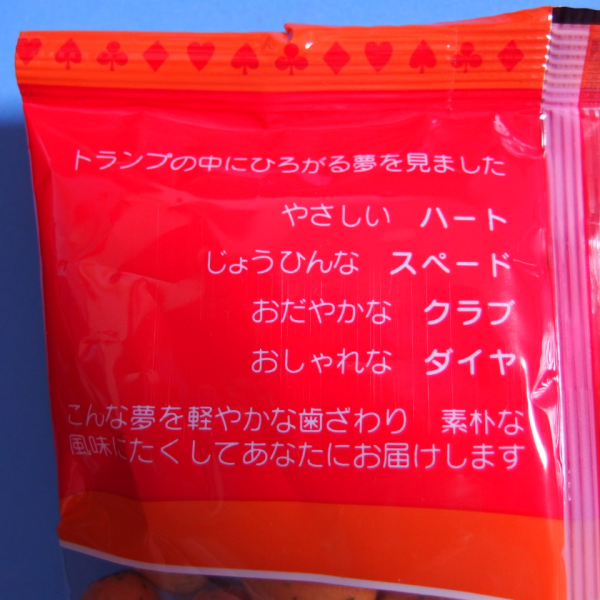 トランプの中にひろがる夢を見ました
やさしい　ハート
じょうひんな　スペード
おだやかな　クラブ
おしゃれな　ダイヤ
こんな夢を軽やかな歯ざわり　素朴な
風味にたくしてあなたにお届けします